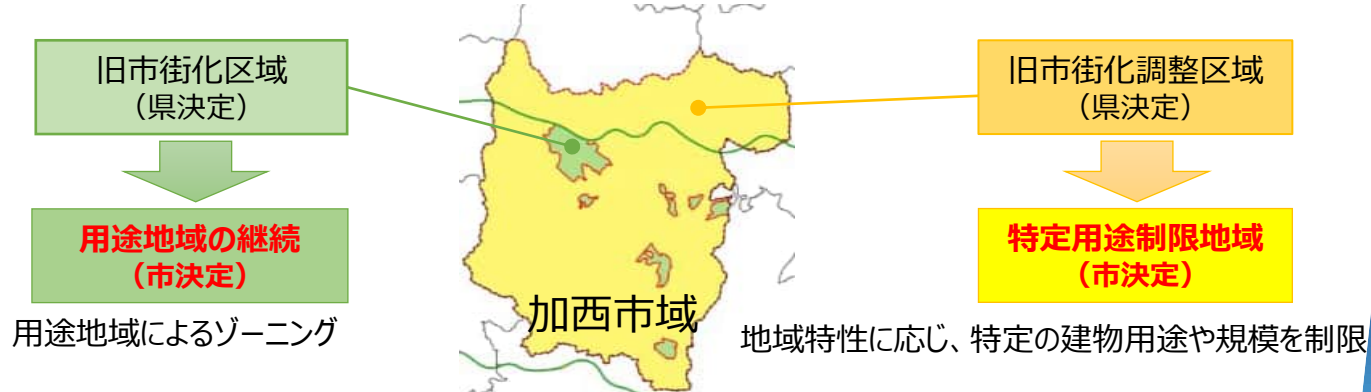 旧市街化区域
（県決定）
用途地域の継続
（市決定）
用途地域によるゾーニング
加西市域
旧市街化調整区域
（県決定）
特定用途制限地域
（市決定）
地域特性に応じ、特定の建物用途や規模を制限